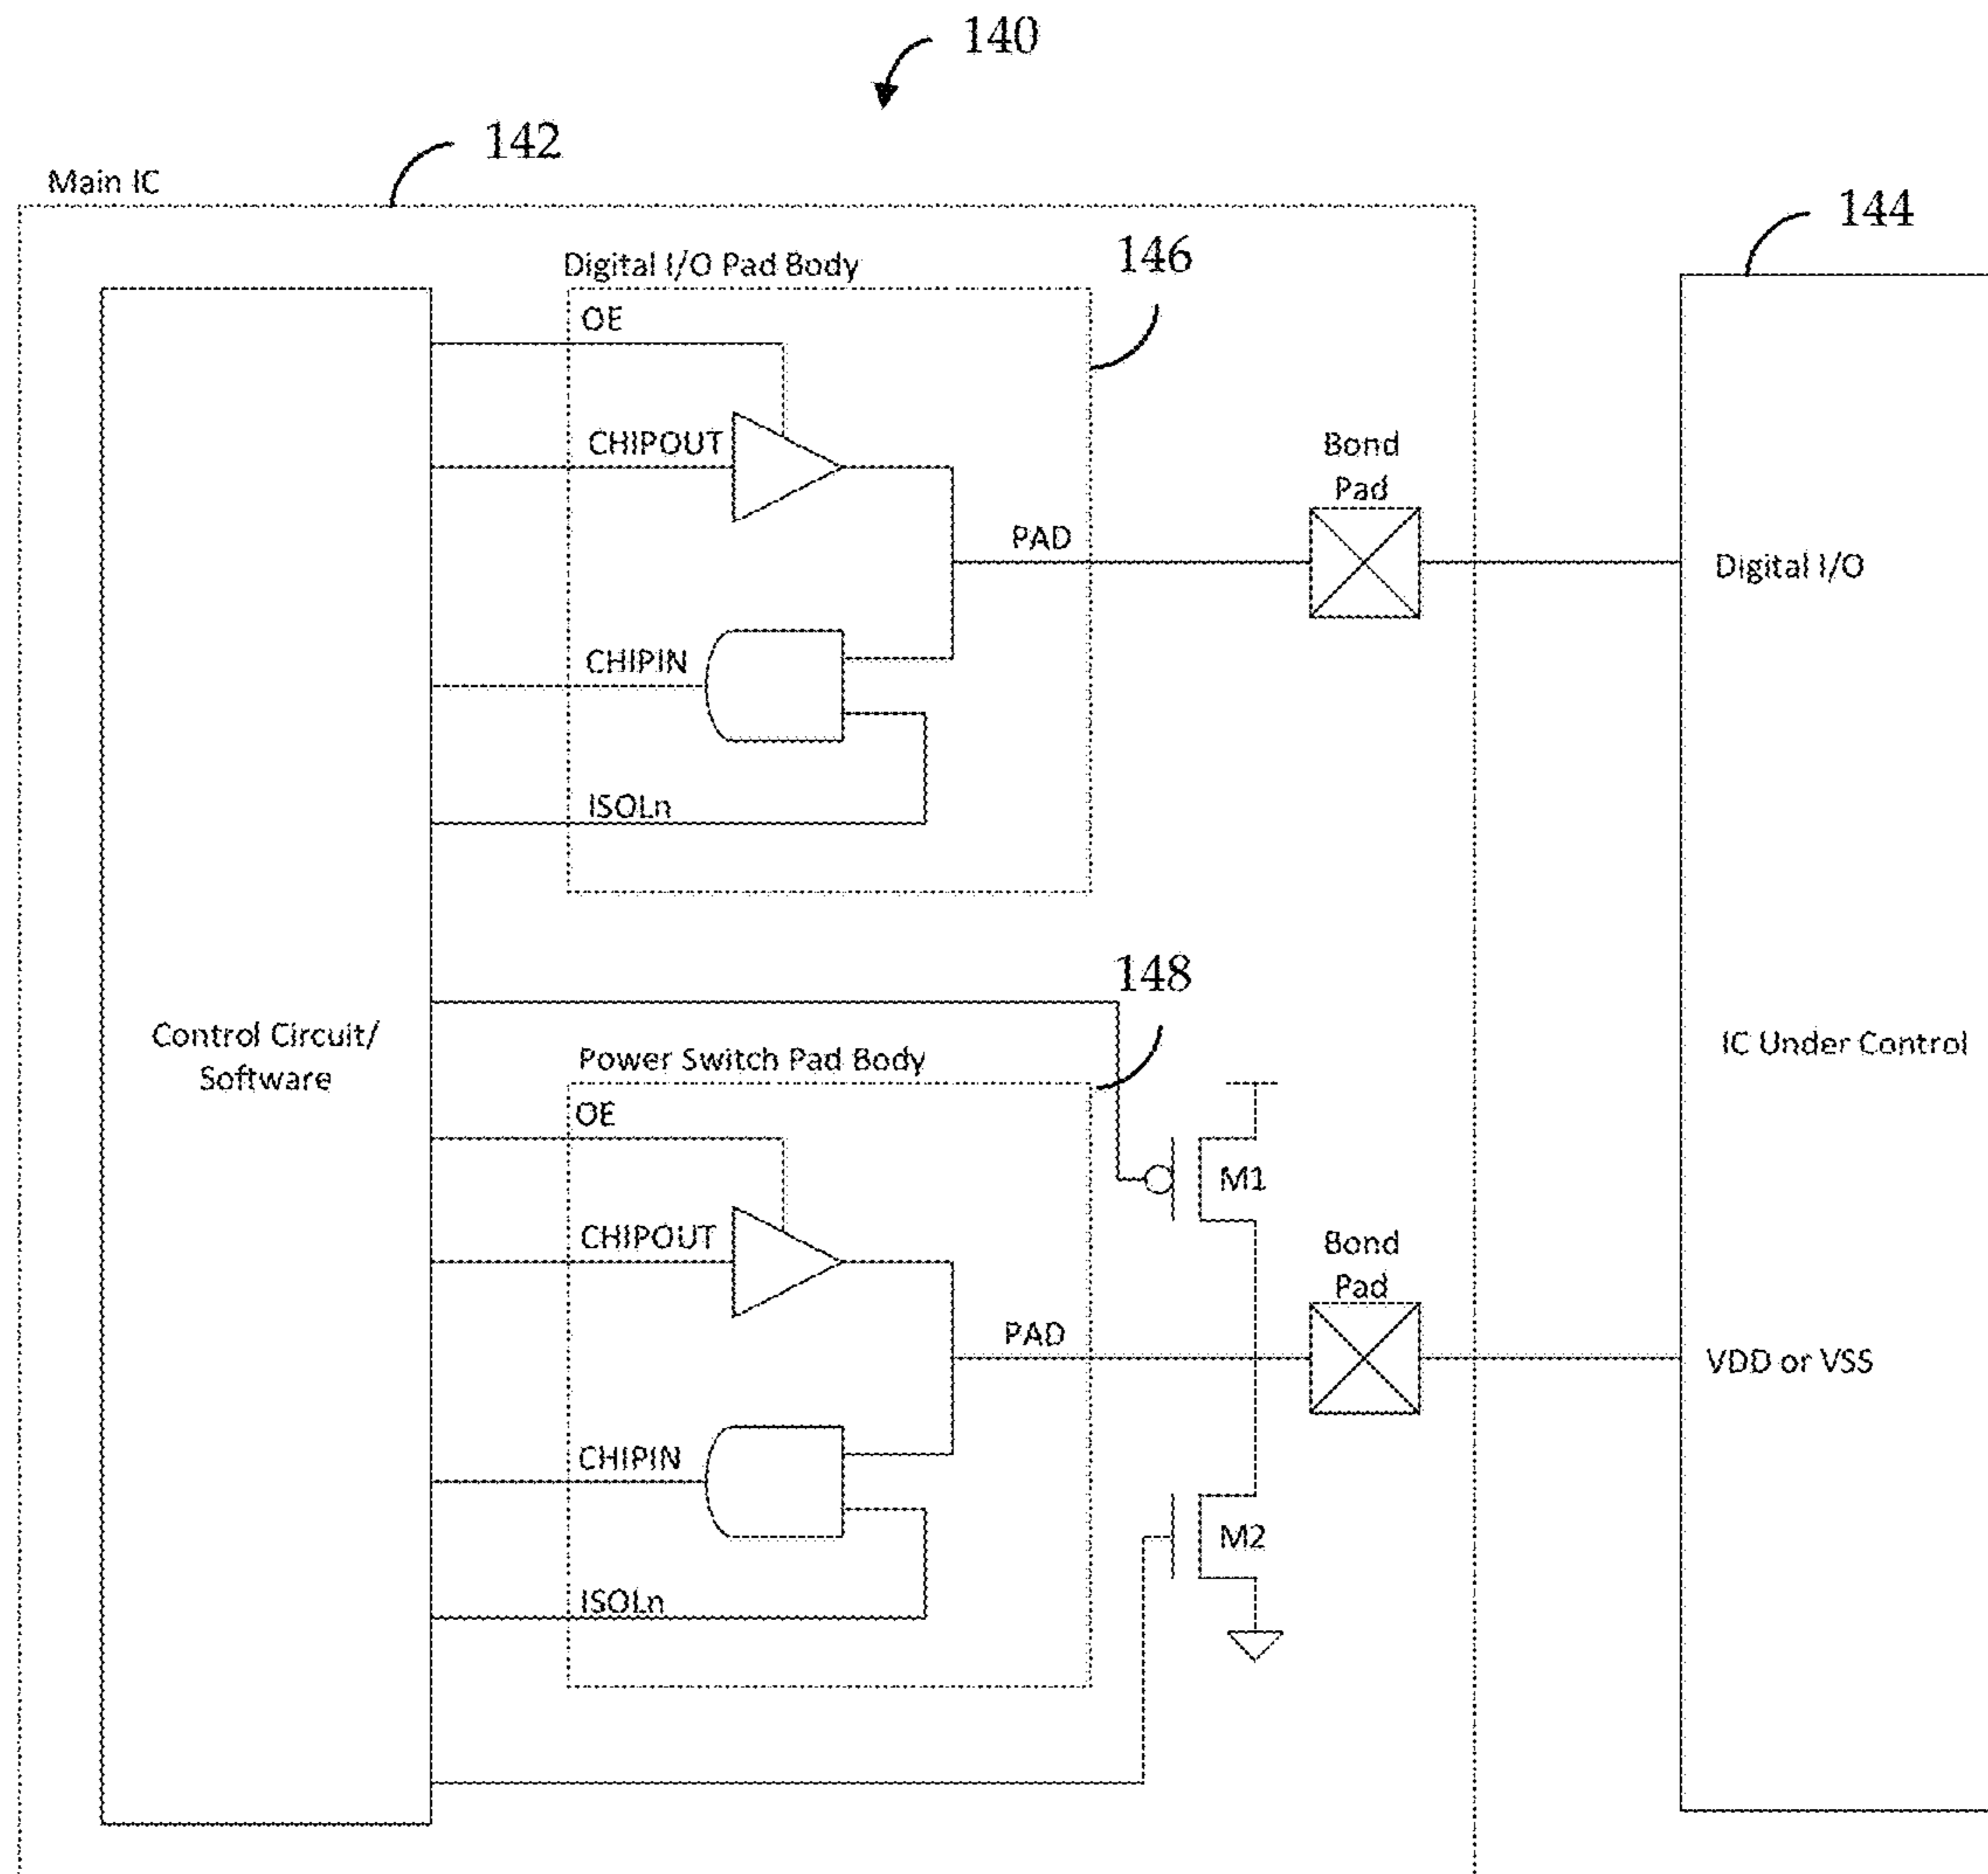 140
142
Main IC
144
Digital I/O Pad Body
146
OE
CHIPOUT
Bond
Pad
PAD
Digital I/O
CHIPIN
ISOLn
148
Control Circuit/
Software
IC Under Control
Power Switch Pad Body
OE
M1
CHIPOUT
Bond
Pad
PAD
VDD or VSS
CHIPIN
M2
ISOLn